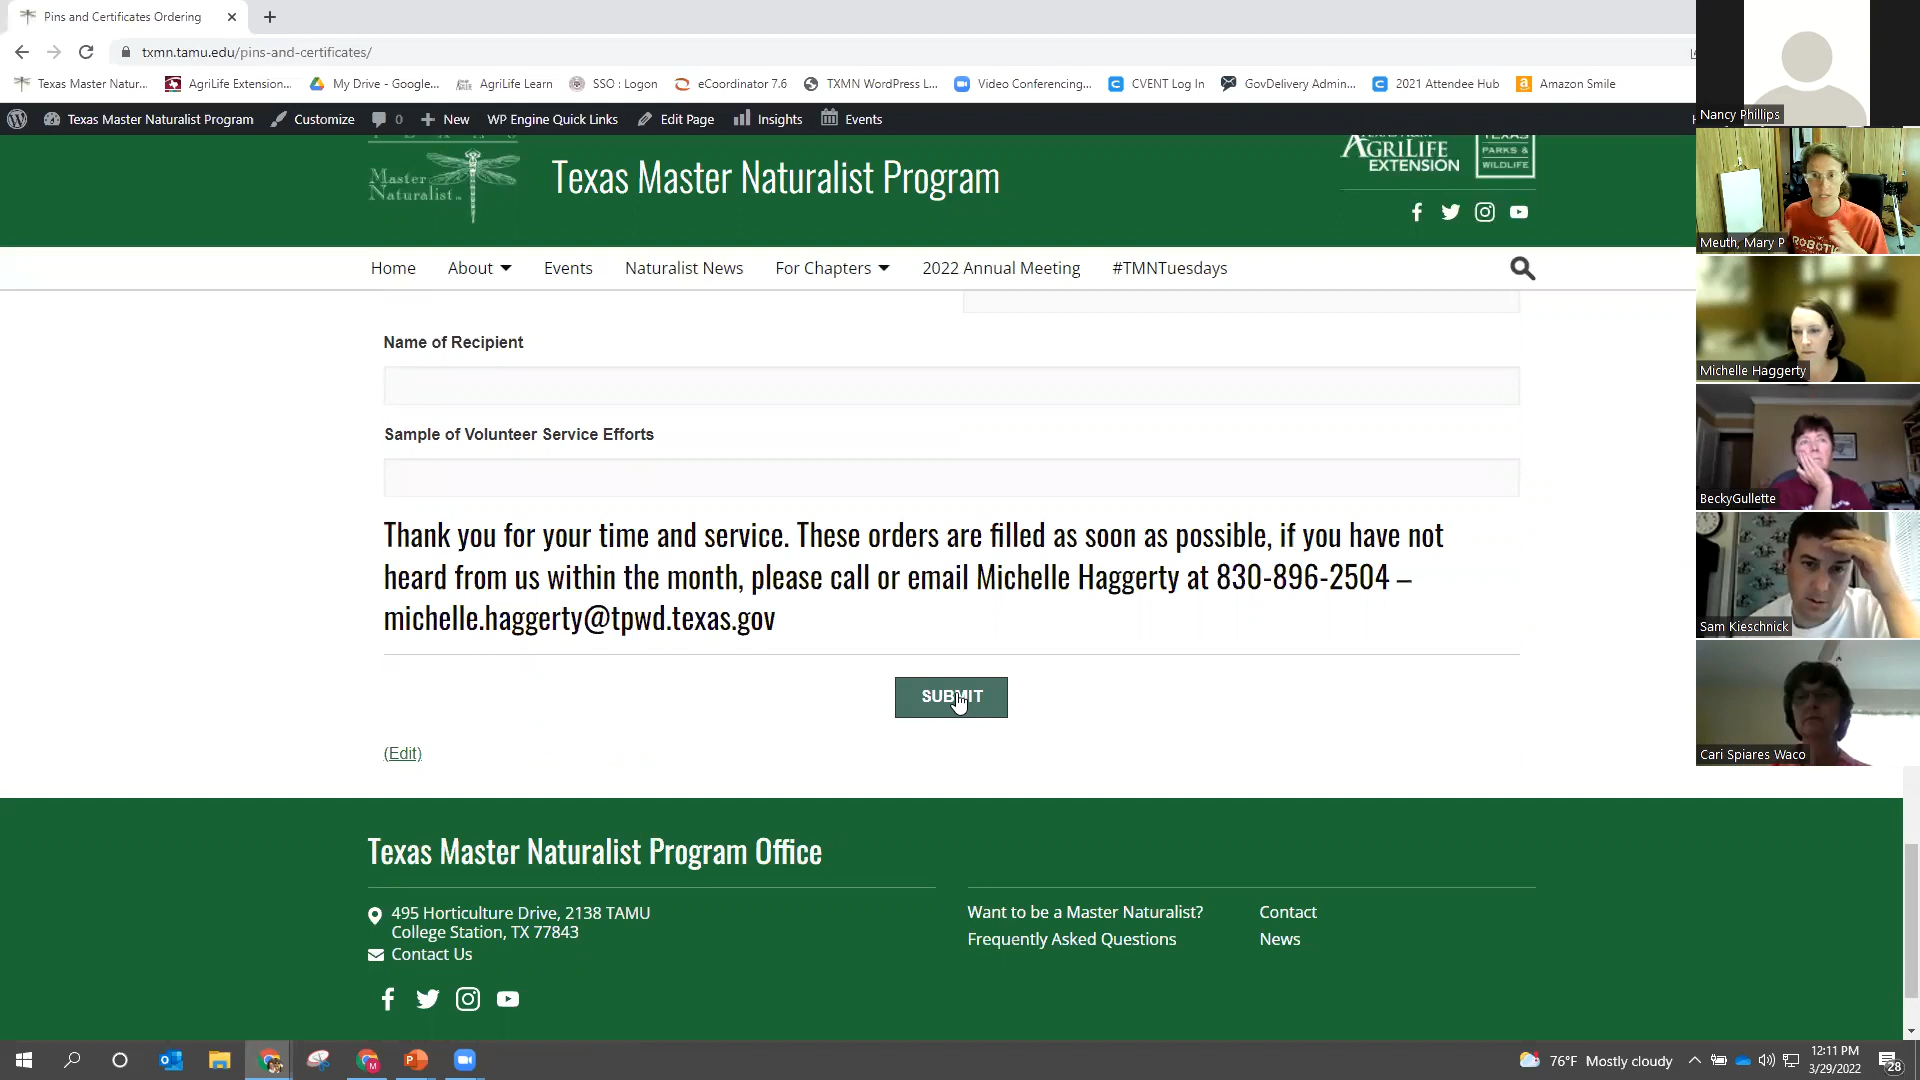 Pins and Certificates Ordering
txmn.tamu.edu/pins-and-certificates/
Texas Master Natur... AgriLife Extension... My Drive - Google... AgriLife Learn SSO : Logon eCoordinator 7.6 TXMN WordPress L... Video Conferencing... CVENT Log In GovDelivery Admin... 2021 Attendee Hub Amazon Smile
Texas Master Naturalist Program Customize 0 New WP Engine Quick Links Edit Page Insights Events
Master
Naturalist
Texas Master Naturalist Program
AGRILIFE
EXTENSION
TEXAS
PARKS &
WILDLIFE
Home About Events Naturalist News For Chapters 2022 Annual Meeting #TMNTuesdays
Name of Recipient
Sample of Volunteer Service Efforts
Thank you for your time and service. These orders are filled as soon as possible, if you have not
heard from us within the month, please call or email Michelle Haggerty at 830-896-2504 –
michelle.haggerty@tpwd.texas.gov
SUBMIT
(Edit)
Texas Master Naturalist Program Office
495 Horticulture Drive, 2138 TAMU
College Station, TX 77843
Contact Us
Want to be a Master Naturalist?
Frequently Asked Questions
Contact
News
Nancy Phillips
ROBOTIC
Meuth, Mary P
Michelle Haggerty
BeckyGullette
Sam Kieschnick
Cari Spiares Waco
76°F Mostly cloudy
12:11 PM
3/29/2022
28